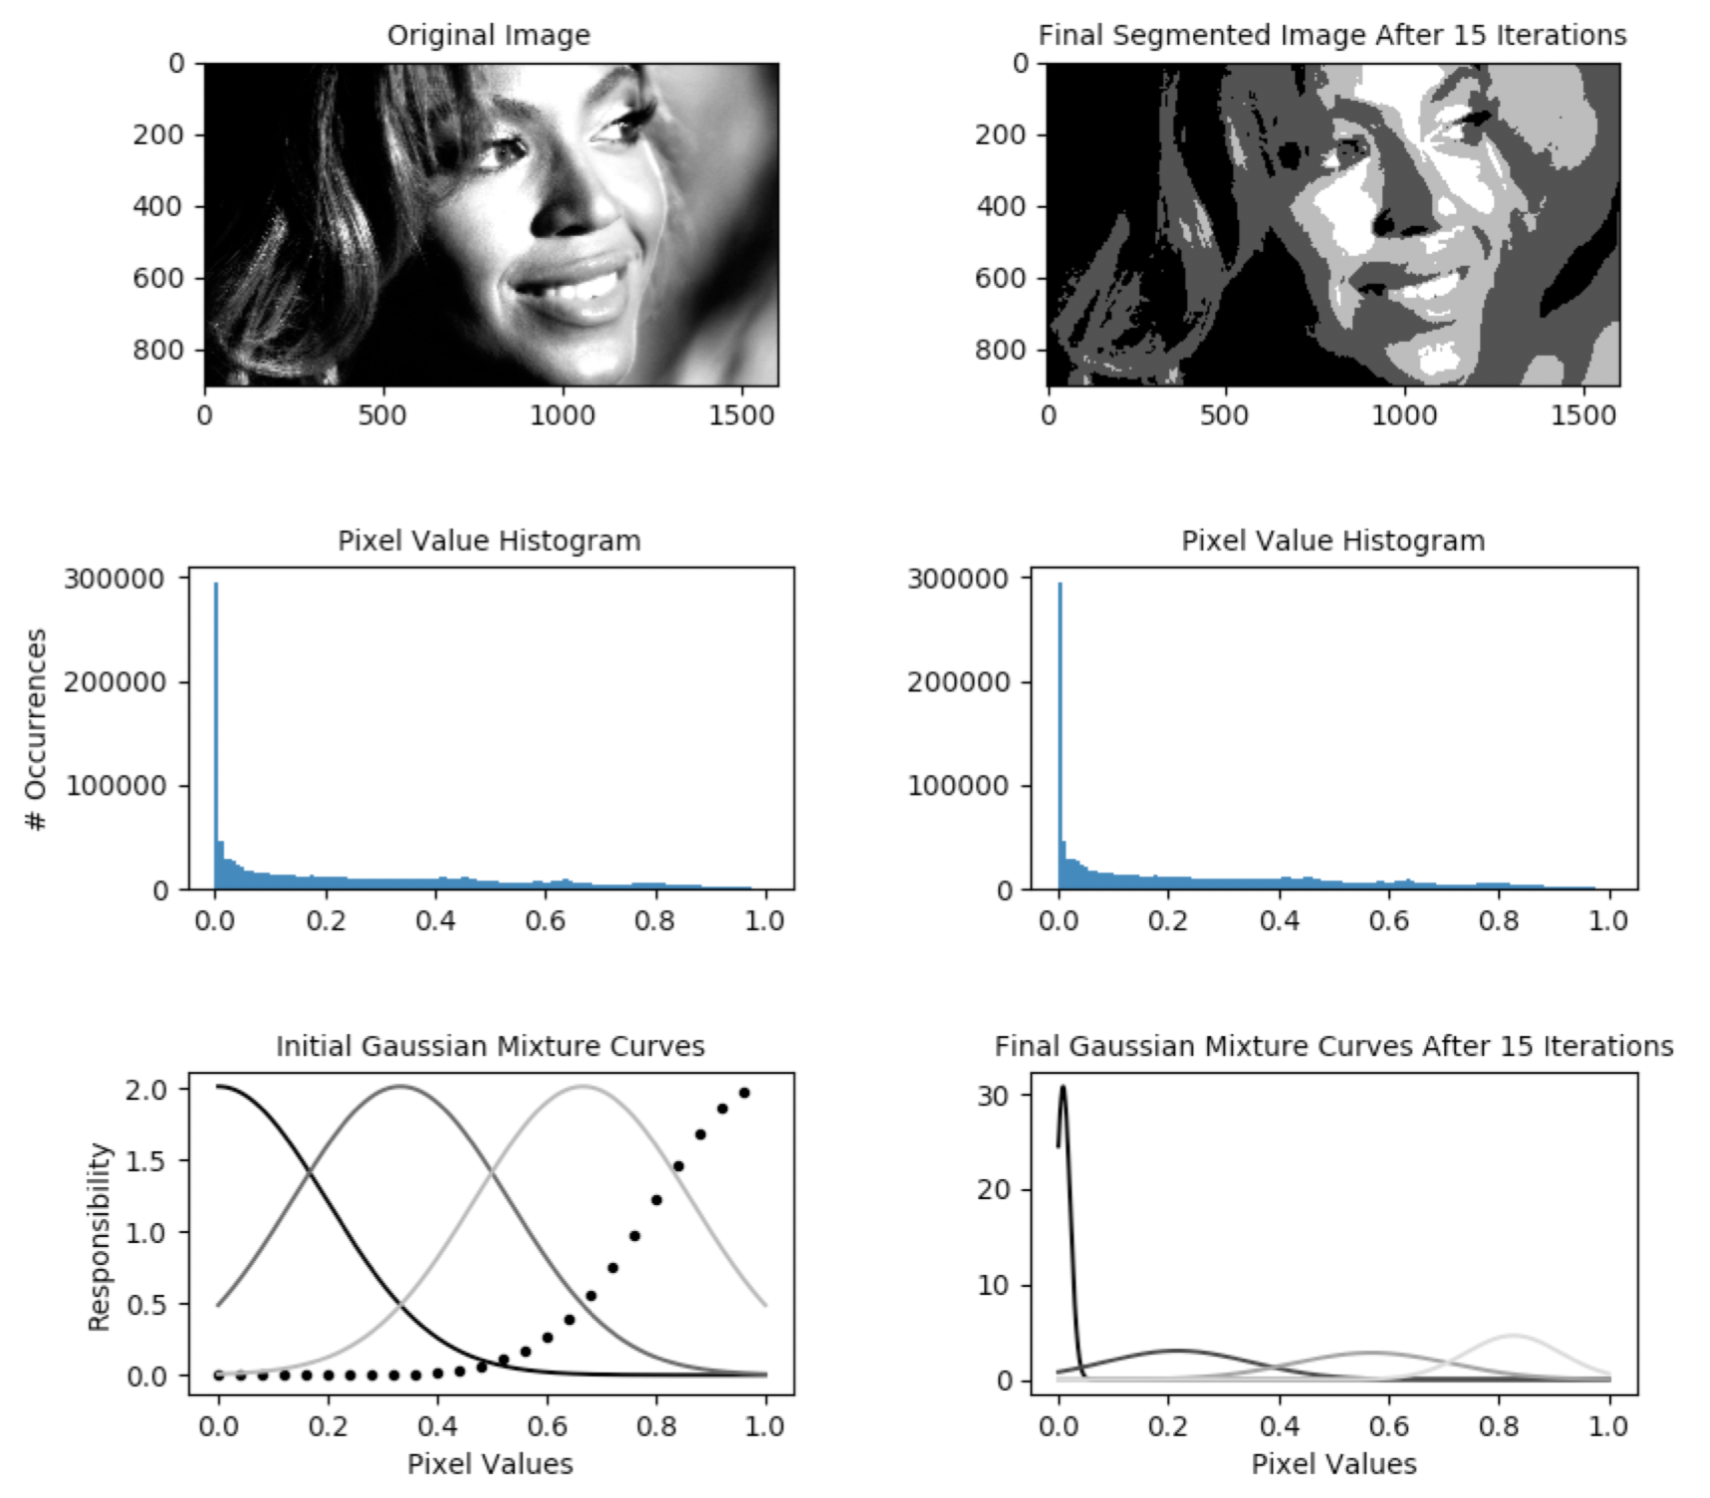 Original Image
0
200
400
600
800
0 500 1000 1500
Final Segmented Image After 15 Iterations
0
200
400
600
800
0 500 1000 1500
Pixel Value Histogram
# Occurrences
300000
200000
100000
0
0.0 0.2 0.4 0.6 0.8 1.0
Pixel Value Histogram
300000
200000
100000
0
0.0 0.2 0.4 0.6 0.8 1.0
Initial Gaussian Mixture Curves
Responsibility
2.0
1.5
1.0
0.5
0.0
0.0 0.2 0.4 0.6 0.8 1.0
Pixel Values
Final Gaussian Mixture Curves After 15 Iterations
30
20
10
0
0.0 0.2 0.4 0.6 0.8 1.0
Pixel Values